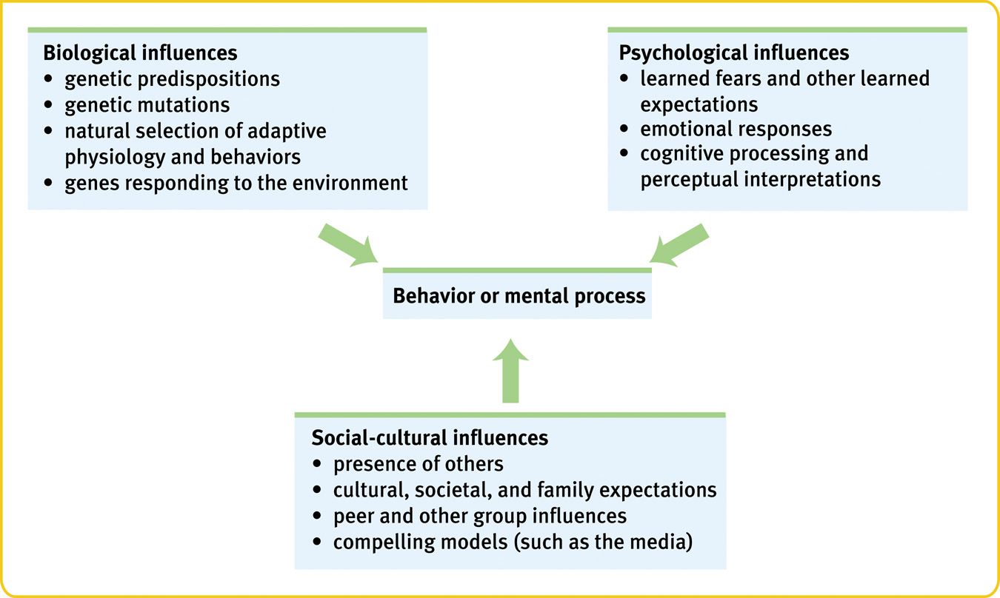 Biological influences
• genetic predispositions
• genetic mutations
• natural selection of adaptive
physiology and behaviors
• genes responding to the environment
Psychological influences
• learned fears and other learned
expectations
• emotional responses
• cognitive processing and
perceptual interpretations
Behavior or mental process
Social-cultural influences
• presence of others
• cultural, societal, and family expectations
• peer and other group influences
• compelling models (such as the media)